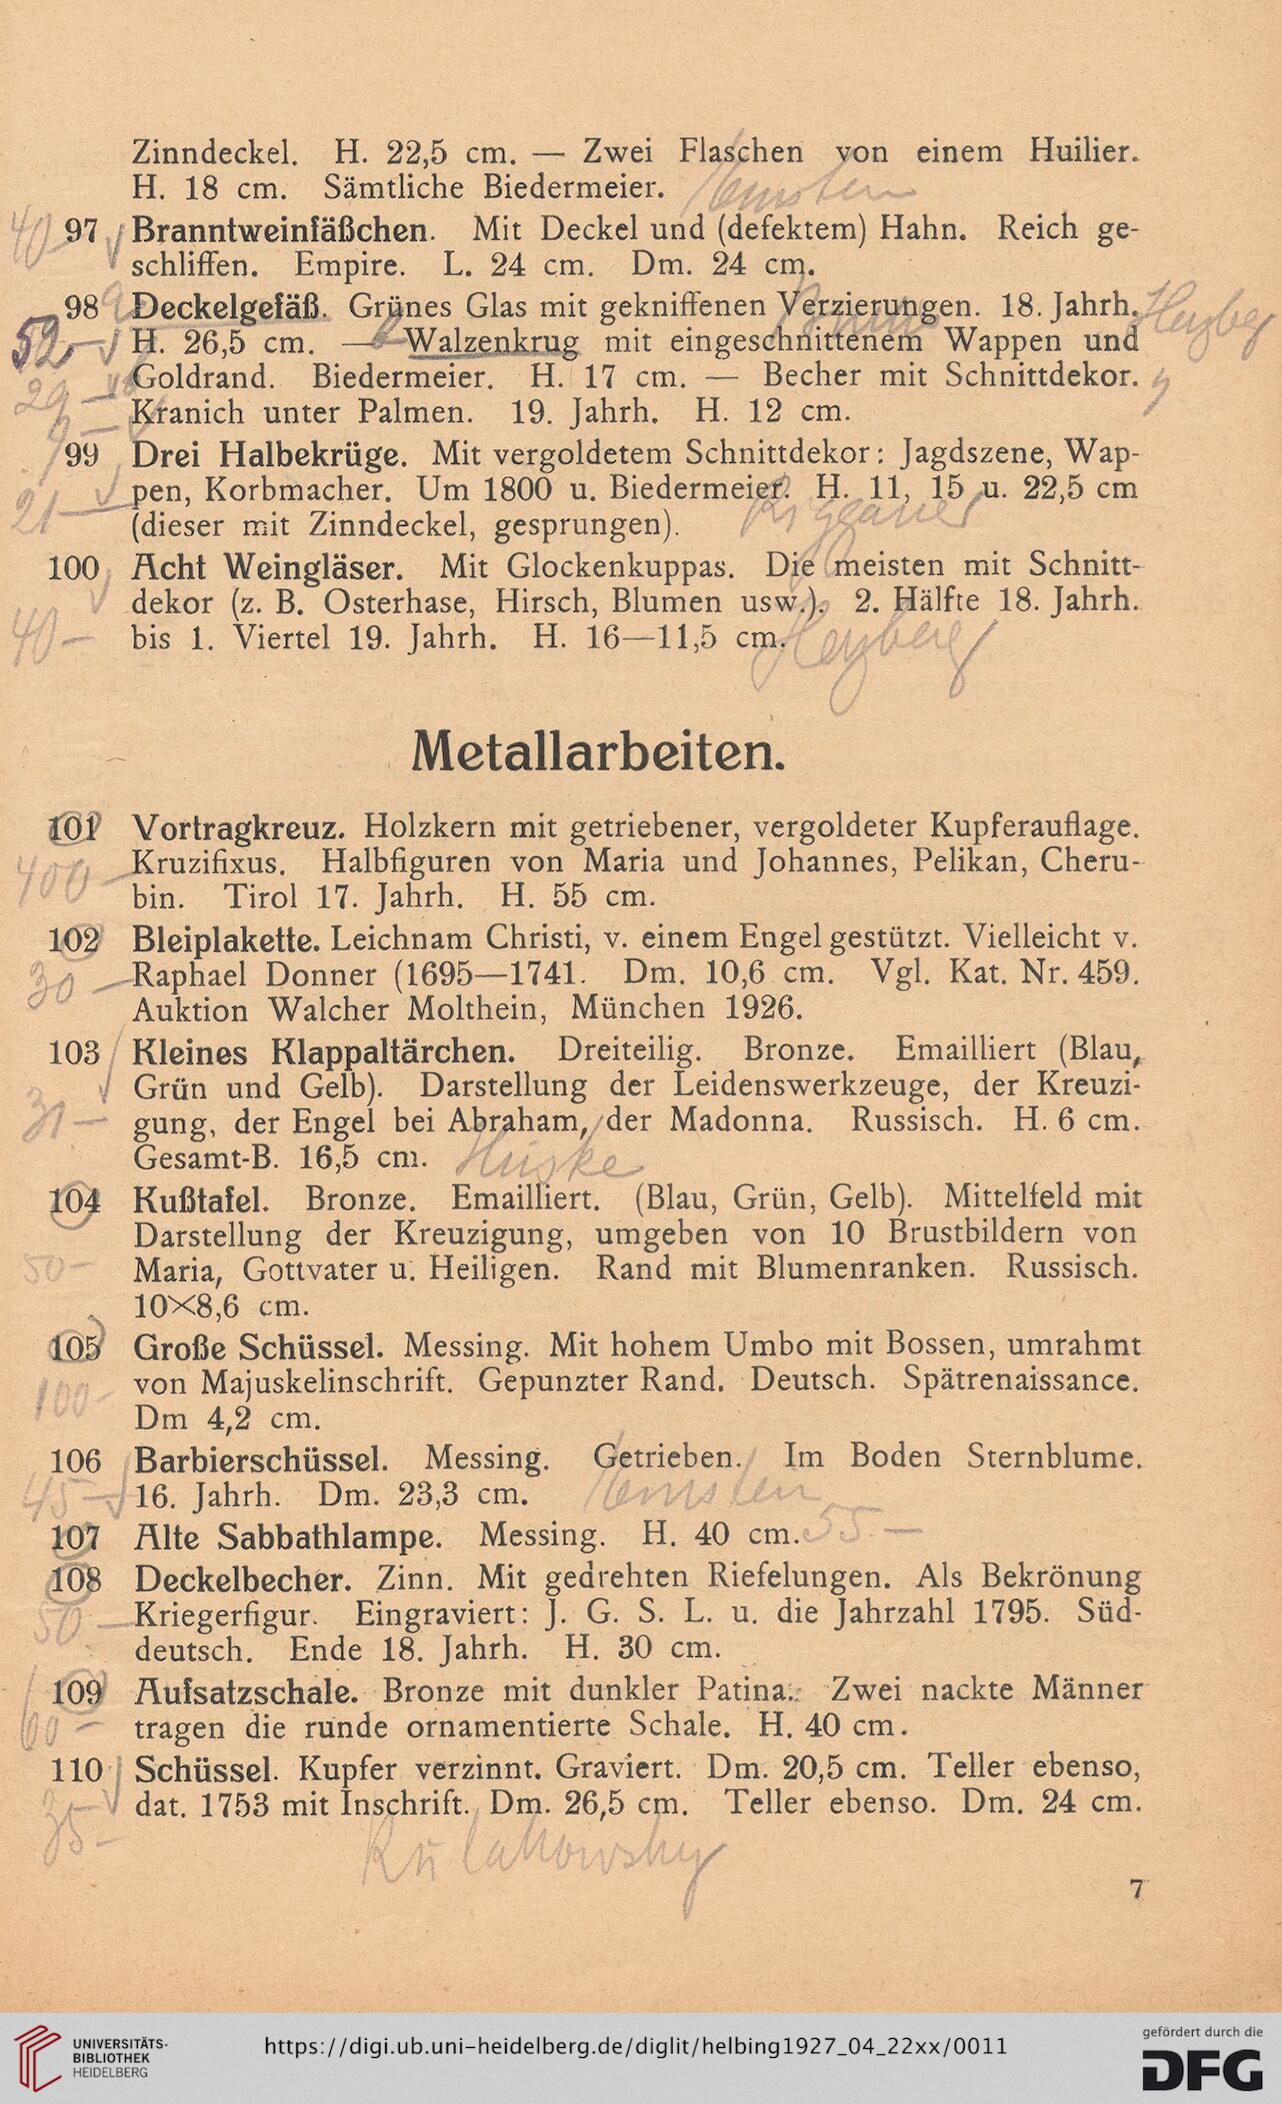 Zinndeckel. H. 22,5 cm. — Zwei Flaschen von einem Huilier.
H. 18 cm. Sämtliche Biedermeier.
40
97 Branntweinfäßchen. Mit Deckel und (defektem) Hahn. Reich ge-
schliffen. Empire. L. 24 cm. Dm. 24 cm.
98 Deckelgefäß. Grünes Glas mit gekniffenen Verzierungen. 18. Jahrh.
52.— H. 26,5 cm. — Walzenkrug mit eingeschnittenem Wappen und
29 — Goldrand. Biedermeier. H. 17 cm. — Becher mit Schnittdekor.
Kranich unter Palmen. 19. Jahrh. H. 12 cm.
99 Drei Halbekrüge. Mit vergoldetem Schnittdekor: Jagdszene, Wap-
21 — pen, Korbmacher. Um 1800 u. Biedermeier. H. 11, 15 u. 22,5 cm
(dieser mit Zinndeckel, gesprungen).
100 Acht Weingläser. Mit Glockenkuppas. Die meisten mit Schnitt-
dekor (z. B. Osterhase, Hirsch, Blumen usw.). 2. Hälfte 18. Jahrh.
40 — bis 1. Viertel 19. Jahrh. H. 16—11,5 cm.
Metallarbeiten.
101 Vortragkreuz. Holzkern mit getriebener, vergoldeter Kupferauflage.
400 — Kruzifixus. Halbfiguren von Maria und Johannes, Pelikan, Cheru-
bin. Tirol 17. Jahrh. H. 55 cm.
102 Bleiplakette. Leichnam Christi, v. einem Engel gestützt. Vielleicht v.
30 — Raphael Donner (1695—1741. Dm. 10,6 cm. Vgl. Kat. Nr. 459.
Auktion Walcher Molthein, München 1926.
103 Kleines Klappaltärchen. Dreiteilig. Bronze. Emailliert (Blau,
Grün und Gelb). Darstellung der Leidenswerkzeuge, der Kreuzi-
31 — gung, der Engel bei Abraham, der Madonna. Russisch. H. 6 cm.
Gesamt-B. 16,5 cm. Huske
104 Kußtafel. Bronze. Emailliert. (Blau, Grün, Gelb). Mittelfeld mit
Darstellung der Kreuzigung, umgeben von 10 Brustbildern von
50 — Maria, Gottvater u. Heiligen. Rand mit Blumenranken. Russisch.
10×8,6 cm.
105 Große Schüssel. Messing. Mit hohem Umbo mit Bossen, umrahmt
100 - von Majuskelinschrift. Gepunzter Rand. Deutsch. Spätrenaissance.
Dm 4,2 cm.
106 Barbierschüssel. Messing. Getrieben. Im Boden Sternblume.
45 — 16. Jahrh. Dm. 23,3 cm.
107 Alte Sabbathlampe. Messing. H. 40 cm. 55.—
108 Deckelbecher. Zinn. Mit gedrehten Riefelungen. Als Bekrönung
50 — Kriegerfigur. Eingraviert: J. G. S. L. u. die Jahrzahl 1795. Süd-
deutsch. Ende 18. Jahrh. H. 30 cm.
109 Aufsatzschale. Bronze mit dunkler Patina. Zwei nackte Männer
60 — tragen die runde ornamentierte Schale. H. 40 cm.
110 Schüssel. Kupfer verzinnt. Graviert. Dm. 20,5 cm. Teller ebenso,
35 — dat. 1753 mit Inschrift. Dm. 26,5 cm. Teller ebenso. Dm. 24 cm.
7
UNIVERSITÄTS-
BIBLIOTHEK
HEIDELBERG
https://digi.ub.uni-heidelberg.de/diglit/helbing1927_04_22xx/0011
gefördert durch die
DFG